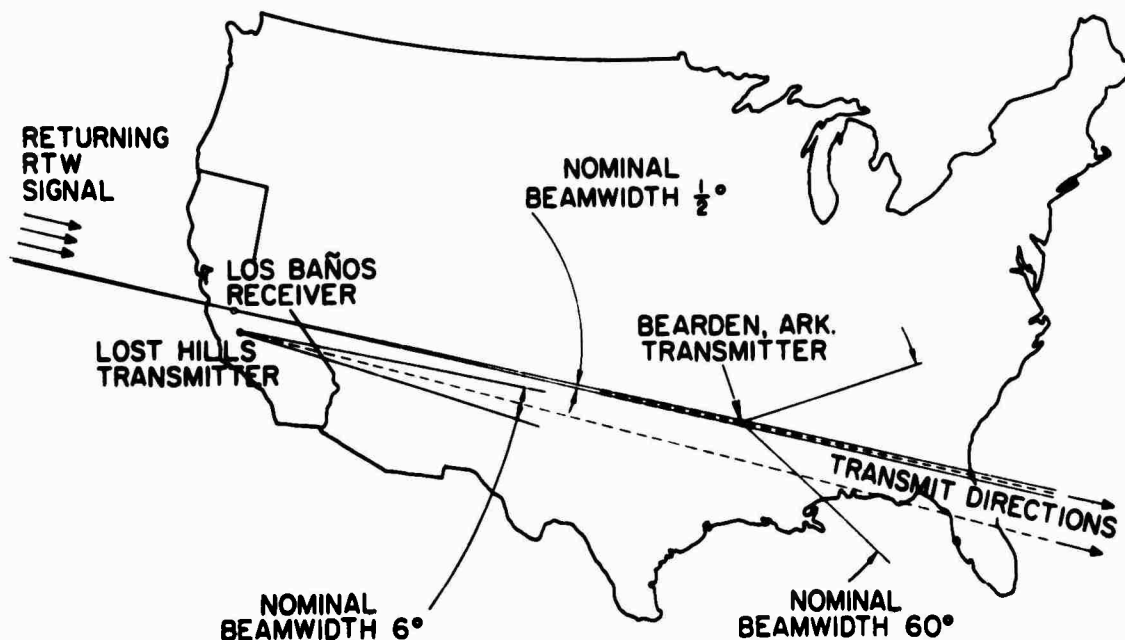 RETURNING
RTW
SIGNAL
NOMINAL
BEAMWIDTH ½°
LOS BAÑOS
RECEIVER
LOST HILLS
TRANSMITTER
BEARDEN, ARK.
TRANSMITTER
TRANSMIT DIRECTIONS
NOMINAL
BEAMWIDTH 6°
NOMINAL
BEAMWIDTH 60°